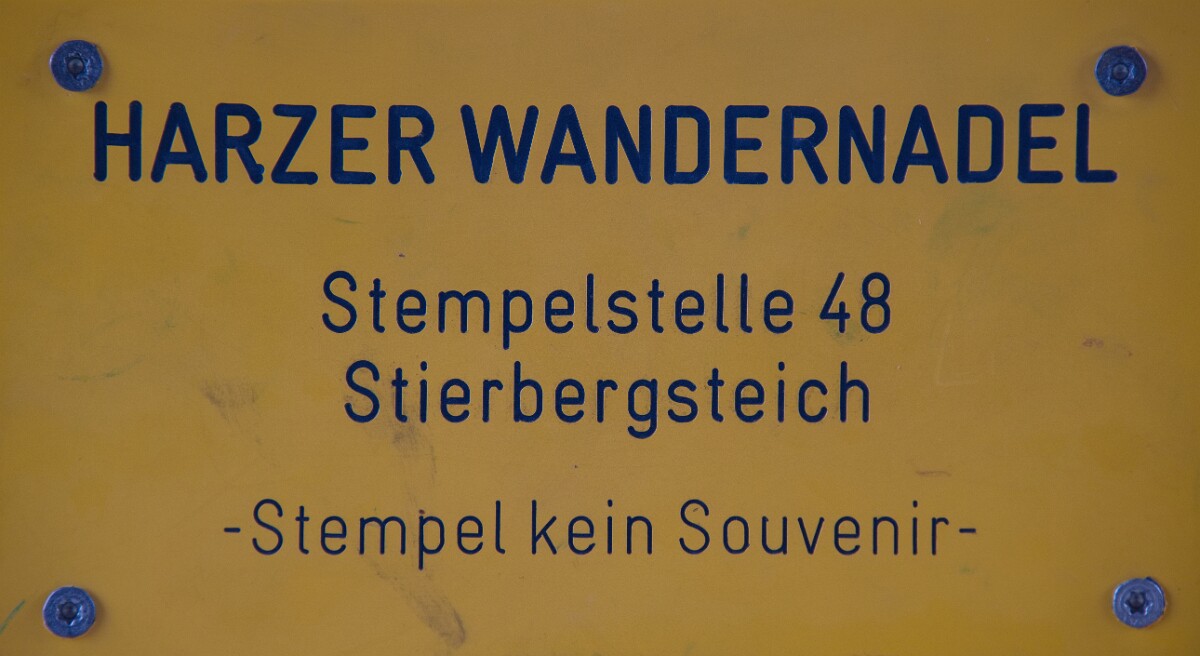 HARZER WANDERNADEL
Stempelstelle 48
Stierbergsteich
-Stempel kein Souvenir-